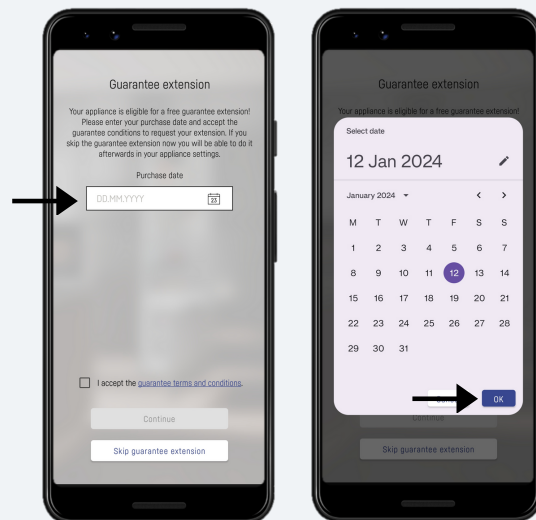 Guarantee extension
Your appliance is eligible for a free guarantee extension!
Please enter your purchase date and accept the
guarantee conditions to request your extension. If you
skip the guarantee extension now you will be able to do it
afterwards in your appliance settings.
Purchase date
DD.MM.YYYY
23
I accept the guarantee terms and conditions.
Continue
Skip guarantee extension
Guarantee extension
Your appliance is eligible for a free guarantee extension!
Select date
12 Jan 2024
January 2024
M T W T F S S
1 2 3 4 5 6 7
8 9 10 11 12 13 14
15 16 17 18 19 20 21
22 23 24 25 26 27 28
29 30 31
OK
Continue
Skip guarantee extension